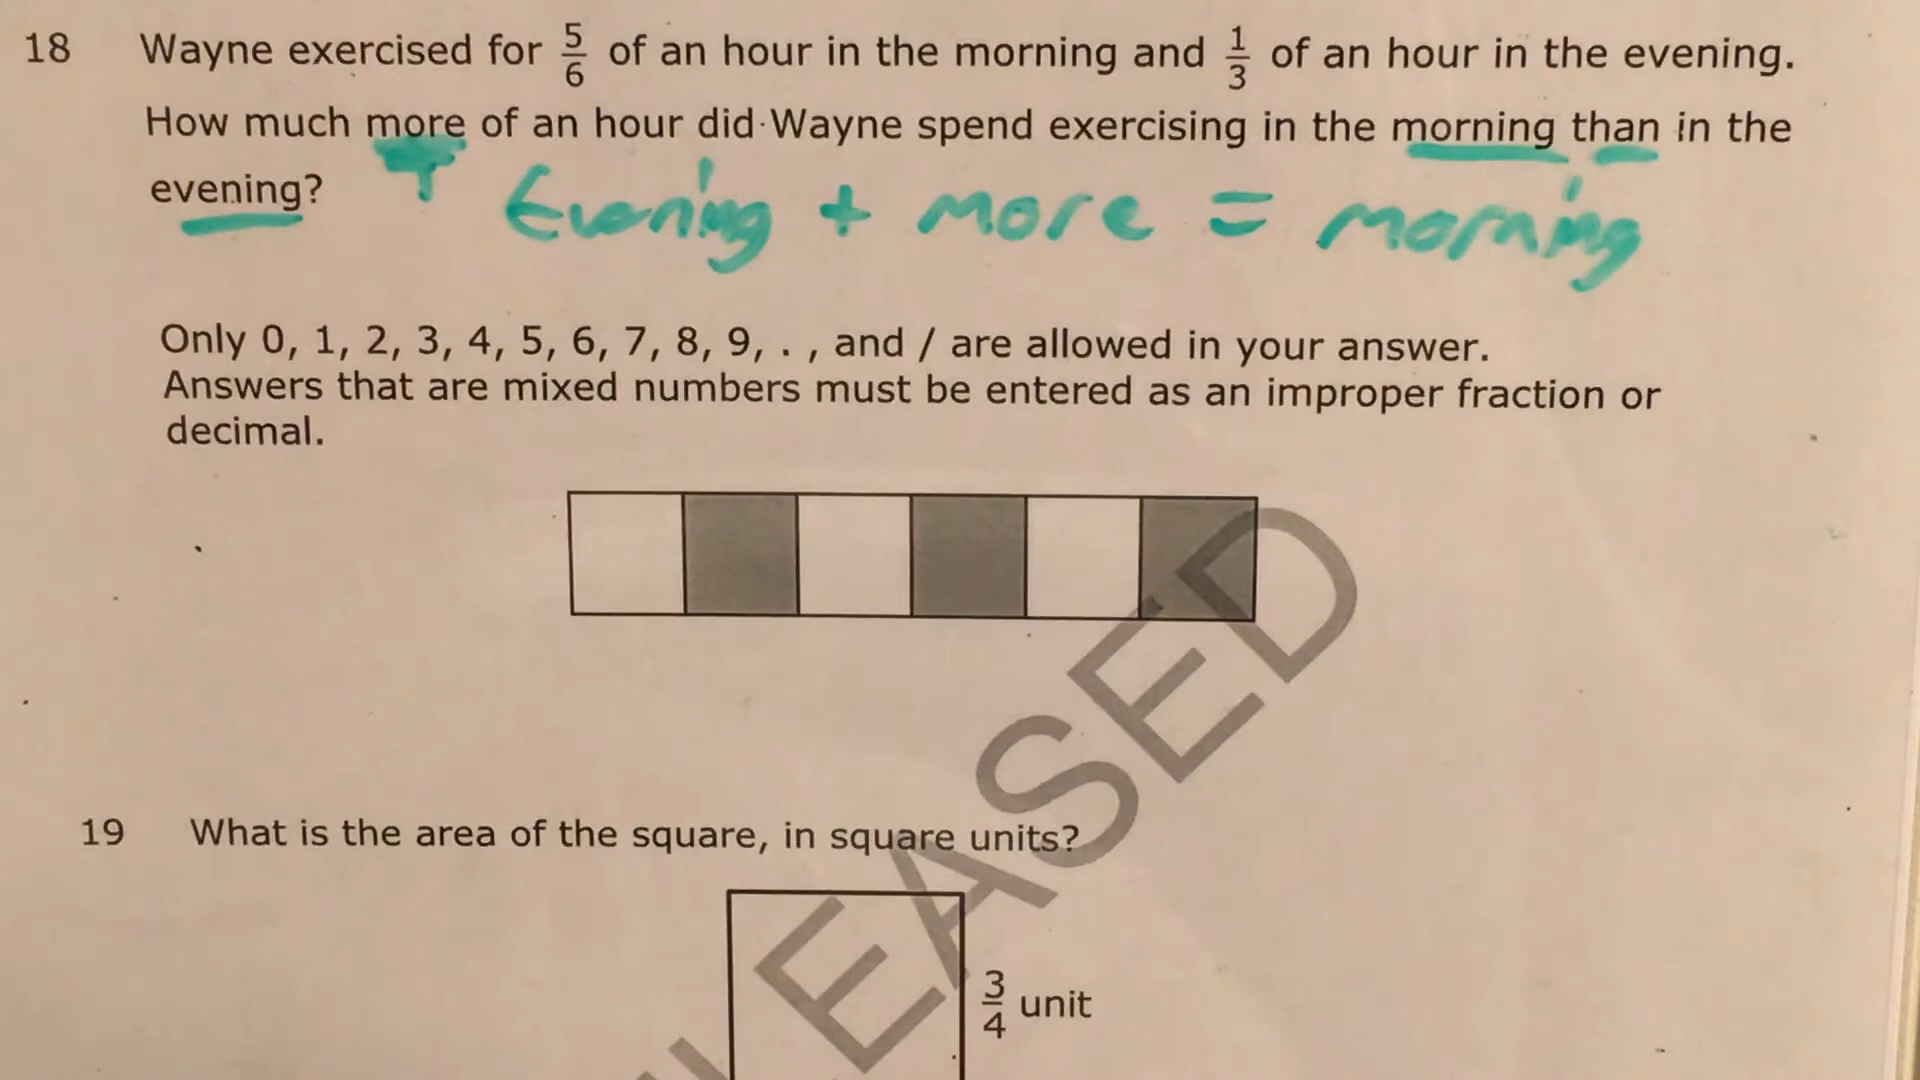 18 Wayne exercised for 5/6 of an hour in the morning and 1/3 of an hour in the evening.
How much more of an hour did Wayne spend exercising in the morning than in the
evening?
Evening + more = morning
Only 0, 1, 2, 3, 4, 5, 6, 7, 8, 9, . , and / are allowed in your answer.
Answers that are mixed numbers must be entered as an improper fraction or
decimal.
19 What is the area of the square, in square units?
3/4 unit
EASED